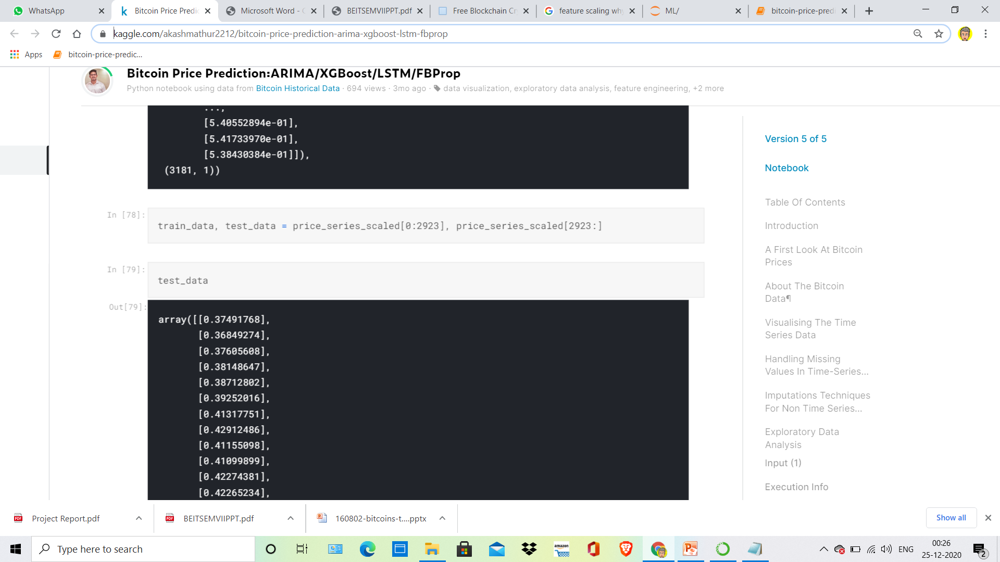 WhatsApp
Bitcoin Price Predic
Microsoft Word - C
BEITSEMVIIPPT.pdf
Free Blockchain Cr
feature scaling why
ML/
bitcoin-price-pred
kaggle.com/akashmathur2212/bitcoin-price-prediction-arima-xgboost-lstm-fbprop
Apps
bitcoin-price-predic...
Bitcoin Price Prediction:ARIMA/XGBoost/LSTM/FBProp
Python notebook using data from Bitcoin Historical Data · 694 views · 3mo ago · data visualization, exploratory data analysis, feature engineering, +2 more
...,
[5.40552894e-01],
[5.41733970e-01],
[5.38430384e-01]]),
(3181, 1))
In [78]:
train_data, test_data = price_series_scaled[0:2923], price_series_scaled[2923:]
In [79]:
test_data
Out[79]:
array([[0.37491768],
[0.36849274],
[0.37605608],
[0.38148647],
[0.38712802],
[0.39252016],
[0.41317751],
[0.42912486],
[0.41155098],
[0.41099899],
[0.42274381],
[0.42265234],
Version 5 of 5
Notebook
Table Of Contents
Introduction
A First Look At Bitcoin
Prices
About The Bitcoin
Data¶
Visualising The Time
Series Data
Handling Missing
Values In Time-Series...
Imputations Techniques
For Non Time Series...
Exploratory Data
Analysis
Input (1)
Execution Info
Project Report.pdf
BEITSEMVIIPPT.pdf
160802-bitcoins-t....pptx
Show all
Type here to search
amazon
ENG
00:26
25-12-2020
2